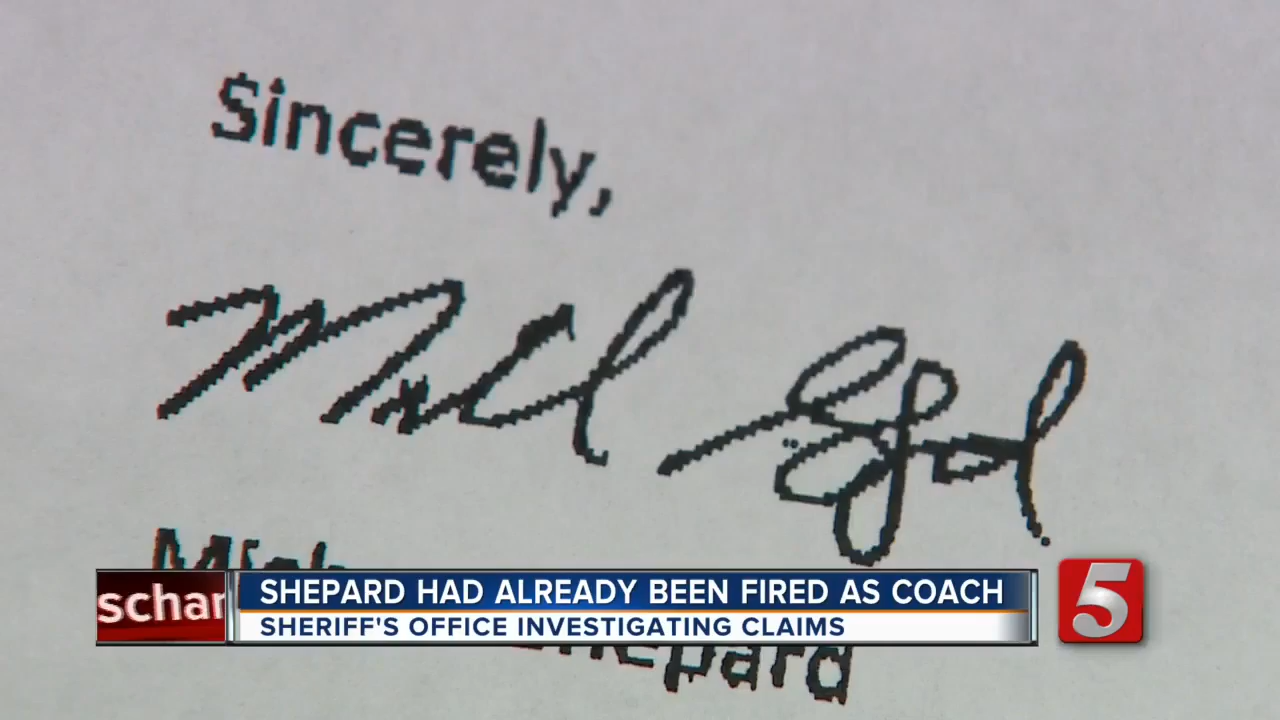 Sincerely,
schar
SHEPARD HAD ALREADY BEEN FIRED AS COACH
SHERIFF'S OFFICE INVESTIGATING CLAIMS
5